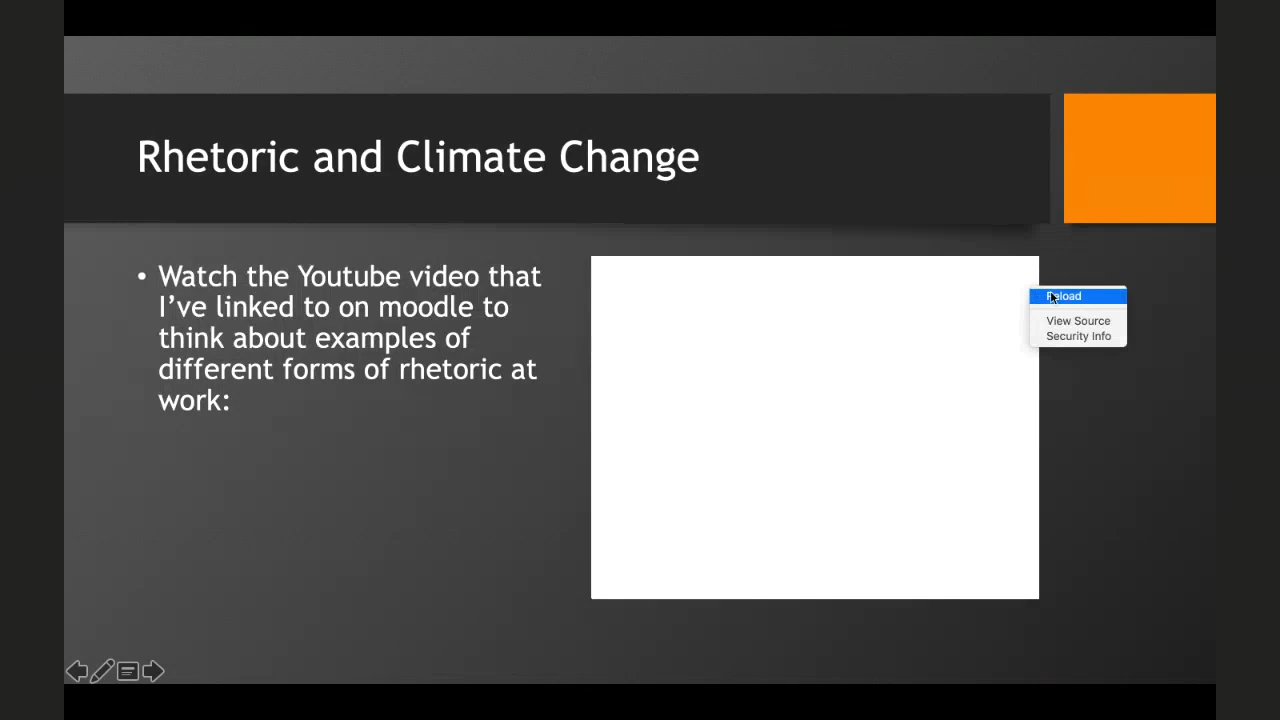 Rhetoric and Climate Change
• Watch the Youtube video that
I’ve linked to on moodle to
think about examples of
different forms of rhetoric at
work:
Reload
View Source
Security Info